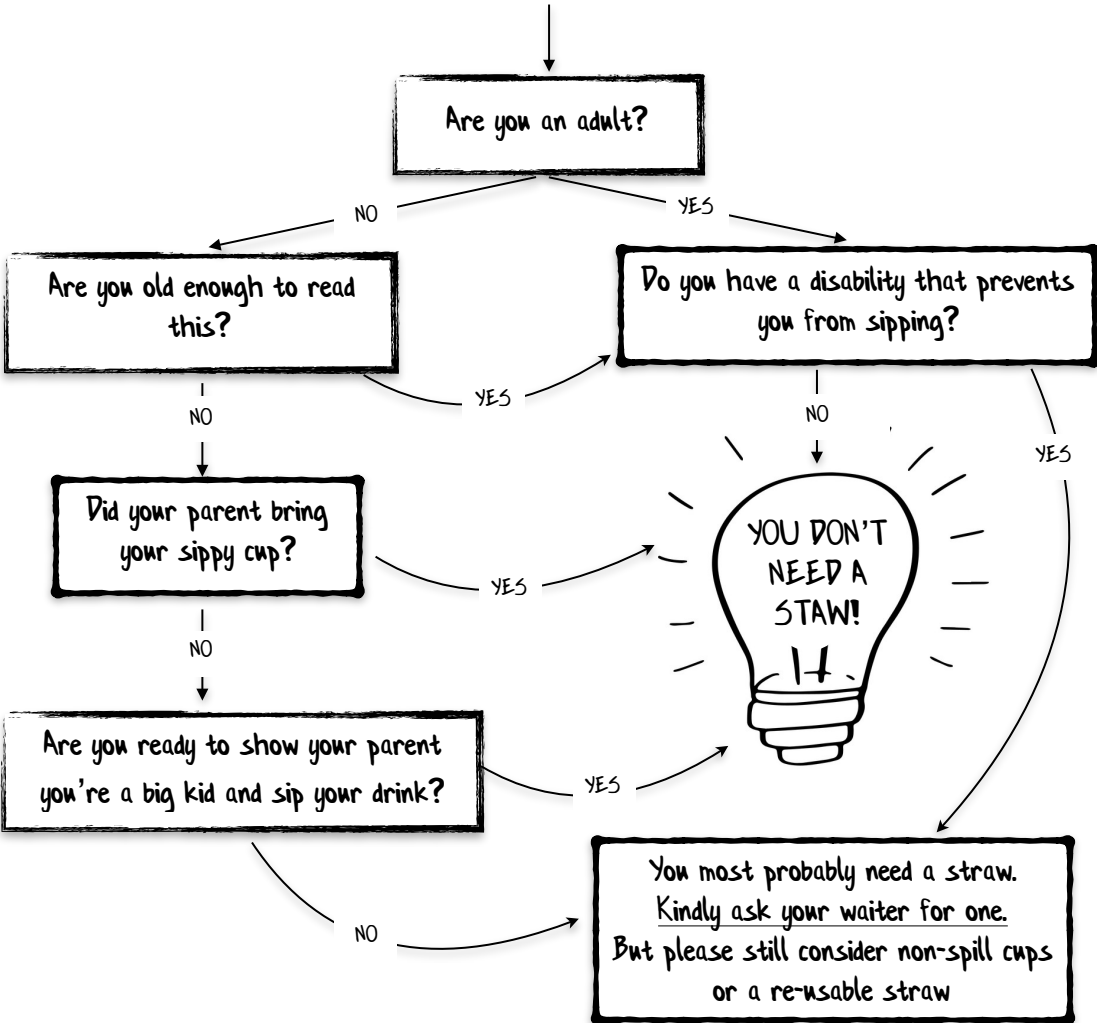 Are you an adult?
NO
YES
Are you old enough to read
this?
Do you have a disability that prevents
you from sipping?
YES
NO
NO
YES
Did your parent bring
your sippy cup?
YES
YOU DON'T
NEED A
STAW!
NO
Are you ready to show your parent
you're a big kid and sip your drink?
YES
NO
You most probably need a straw.
Kindly ask your waiter for one.
But please still consider non-spill cups
or a re-usable straw